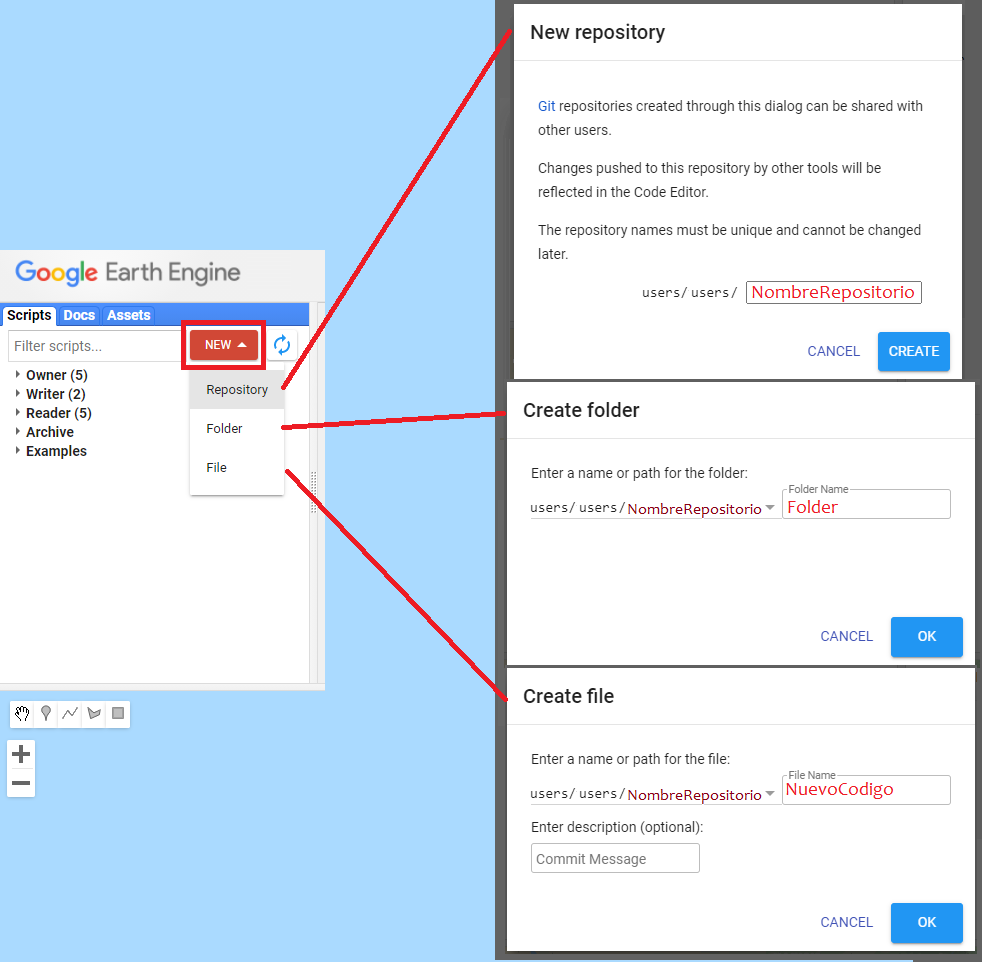 Google Earth Engine
Scripts Docs Assets
Filter scripts...
NEW
Owner (5)
Writer (2)
Reader (5)
Archive
Examples
Repository
Folder
File
New repository
Git repositories created through this dialog can be shared with
other users.
Changes pushed to this repository by other tools will be
reflected in the Code Editor.
The repository names must be unique and cannot be changed
later.
users/ users/ NombreRepositorio
CANCEL CREATE
Create folder
Enter a name or path for the folder:
Folder Name
users/ users/ NombreRepositorio Folder
CANCEL OK
Create file
Enter a name or path for the file:
File Name
users/ users/ NombreRepositorio NuevoCodigo
Enter description (optional):
Commit Message
CANCEL OK